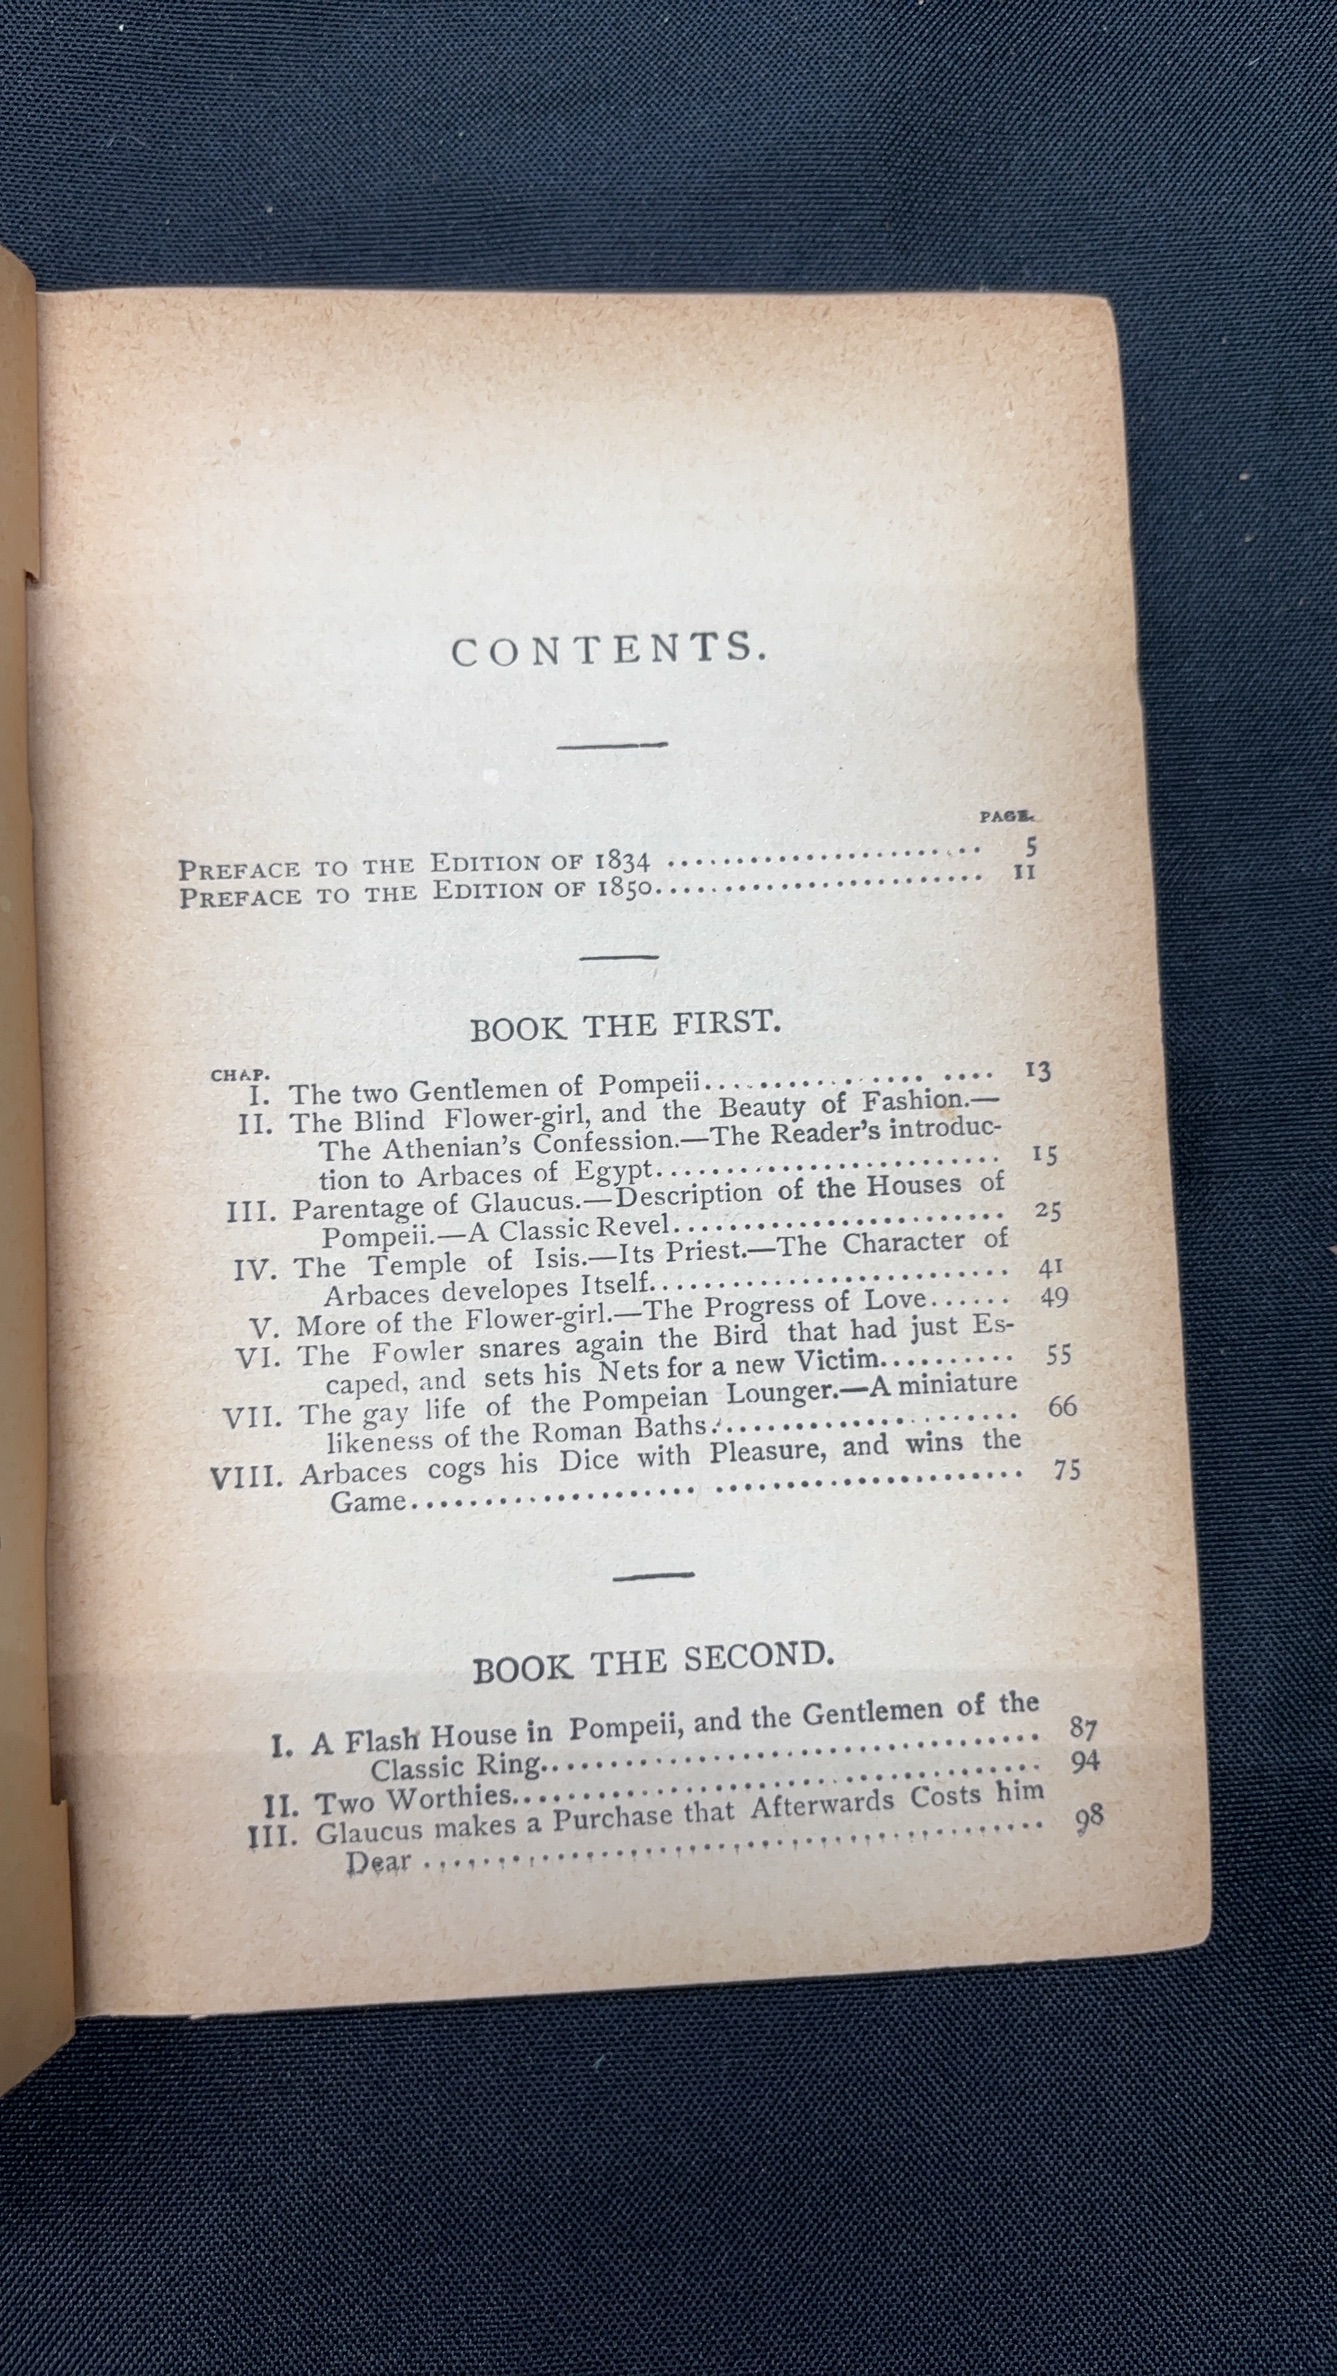 CONTENTS.
PAGE.
PREFACE TO THE EDITION OF 1834 ........................ 5
PREFACE TO THE EDITION OF 1850......................... 11
BOOK THE FIRST.
CHAP.
I. The two Gentlemen of Pompeii.................... 13
II. The Blind Flower-girl, and the Beauty of Fashion.—
The Athenian's Confession.—The Reader's introduc-
tion to Arbaces of Egypt........................ 15
III. Parentage of Glaucus.—Description of the Houses of
Pompeii.—A Classic Revel....................... 25
IV. The Temple of Isis.—Its Priest.—The Character of
Arbaces developes Itself......................... 41
V. More of the Flower-girl.—The Progress of Love...... 49
VI. The Fowler snares again the Bird that had just Es-
caped, and sets his Nets for a new Victim.......... 55
VII. The gay life of the Pompeian Lounger.—A miniature
likeness of the Roman Baths..................... 66
VIII. Arbaces cogs his Dice with Pleasure, and wins the
Game.......................................... 75
BOOK THE SECOND.
I. A Flash House in Pompeii, and the Gentlemen of the
Classic Ring................................... 87
II. Two Worthies..................................... 94
III. Glaucus makes a Purchase that Afterwards Costs him
Dear .......................................... 98